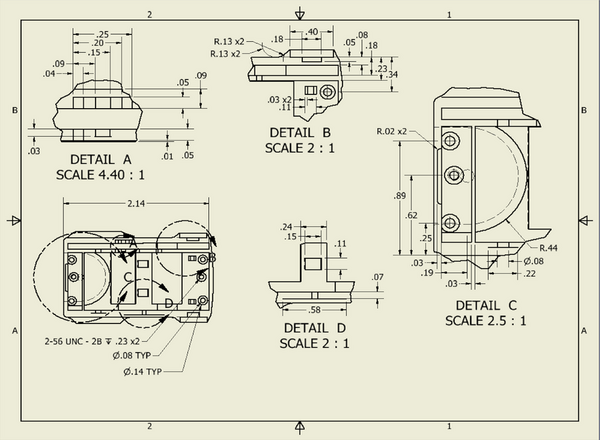 2 1
.25
.20
.15
.09
.04
.05
.09
.03
.01
.05
DETAIL A
SCALE 4.40 : 1
R.13 x2
R.13 x2
.40
.18
.05
.08
.18
.23
.34
.03 x2
.11
DETAIL B
SCALE 2 : 1
B B
R.02 x2
.89
.62
.25
.03
.19
.03
.22
Ø.08
R.44
DETAIL C
SCALE 2.5 : 1
2.14
A
B
C
D
2-56 UNC - 2B ↧ .23 x2
Ø.08 TYP
Ø.14 TYP
.24
.15
.11
.07
.58
DETAIL D
SCALE 2 : 1
A A
2 1